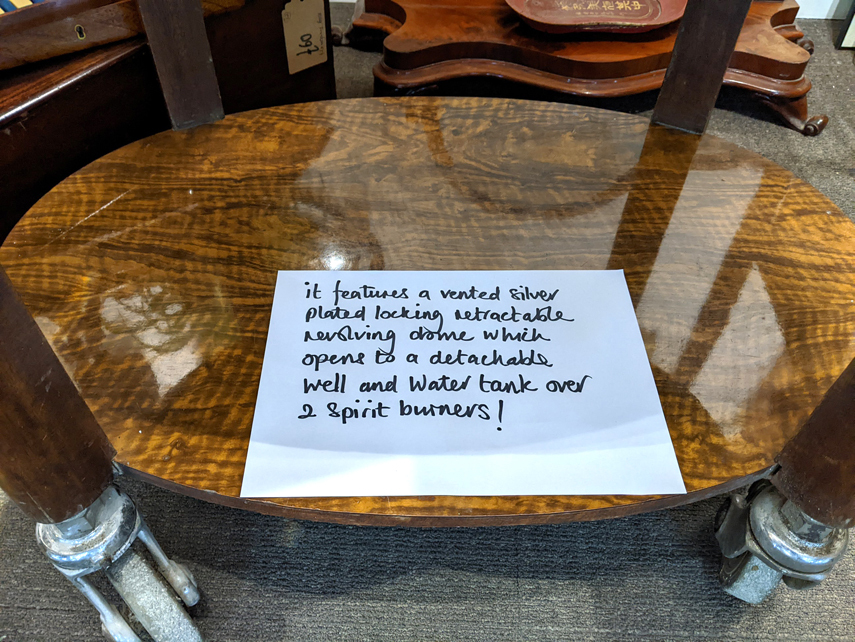 £60
it features a vented silver
plated locking retractable
revolving dome which
opens to a detachable
well and water tank over
2 spirit burners!